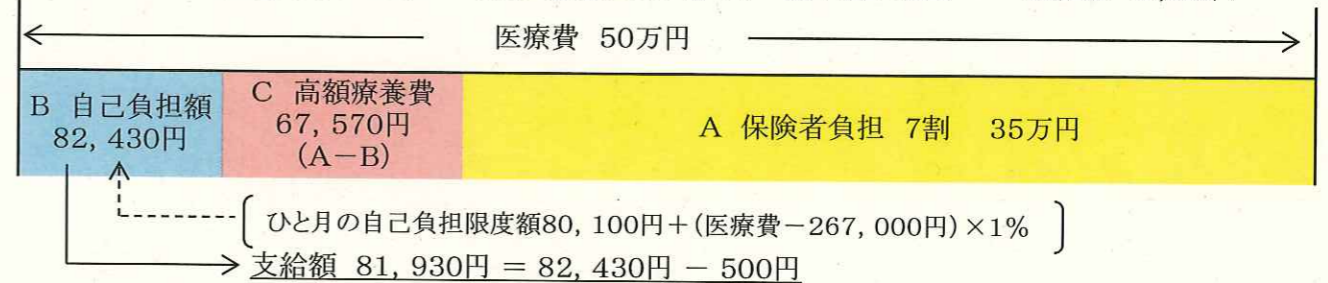 医療費 50万円
B 自己負担額
82,430円
C 高額療養費
67,570円
(A－B)
A 保険者負担 7割 35万円
ひと月の自己負担限度額80,100円＋(医療費－267,000円)×1%
支給額 81,930円 ＝ 82,430円 － 500円